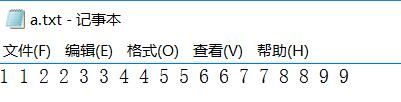 a.txt - 记事本
文件(F) 编辑(E) 格式(O) 查看(V) 帮助(H)
1 1 2 2 3 3 4 4 5 5 6 6 7 7 8 8 9 9